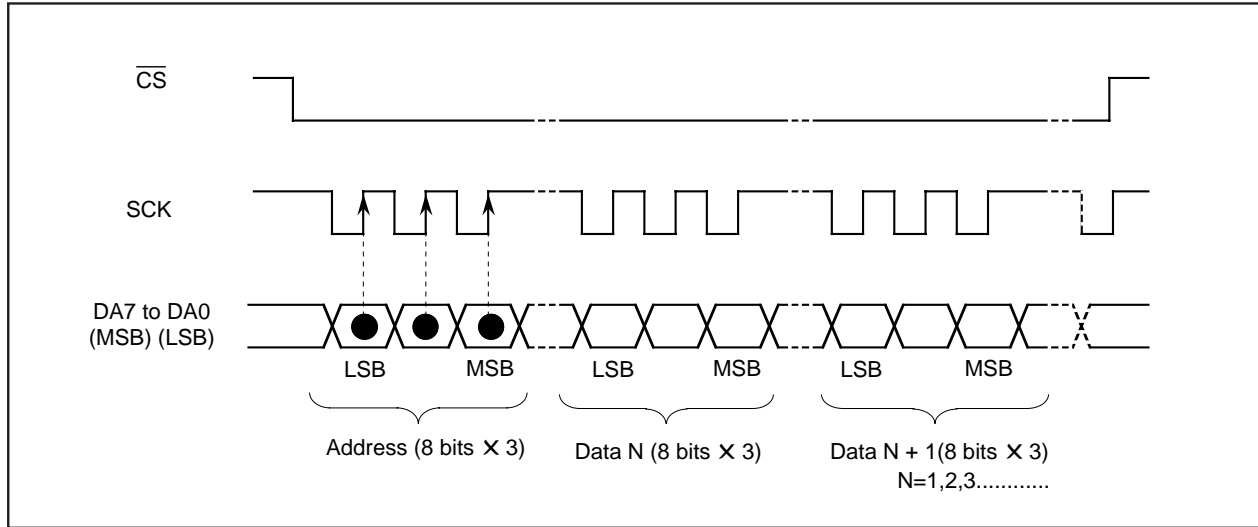 CS
SCK
DA7 to DA0
(MSB) (LSB)
LSB MSB LSB MSB LSB MSB
Address (8 bits × 3) Data N (8 bits × 3) Data N + 1(8 bits × 3)
N=1,2,3............